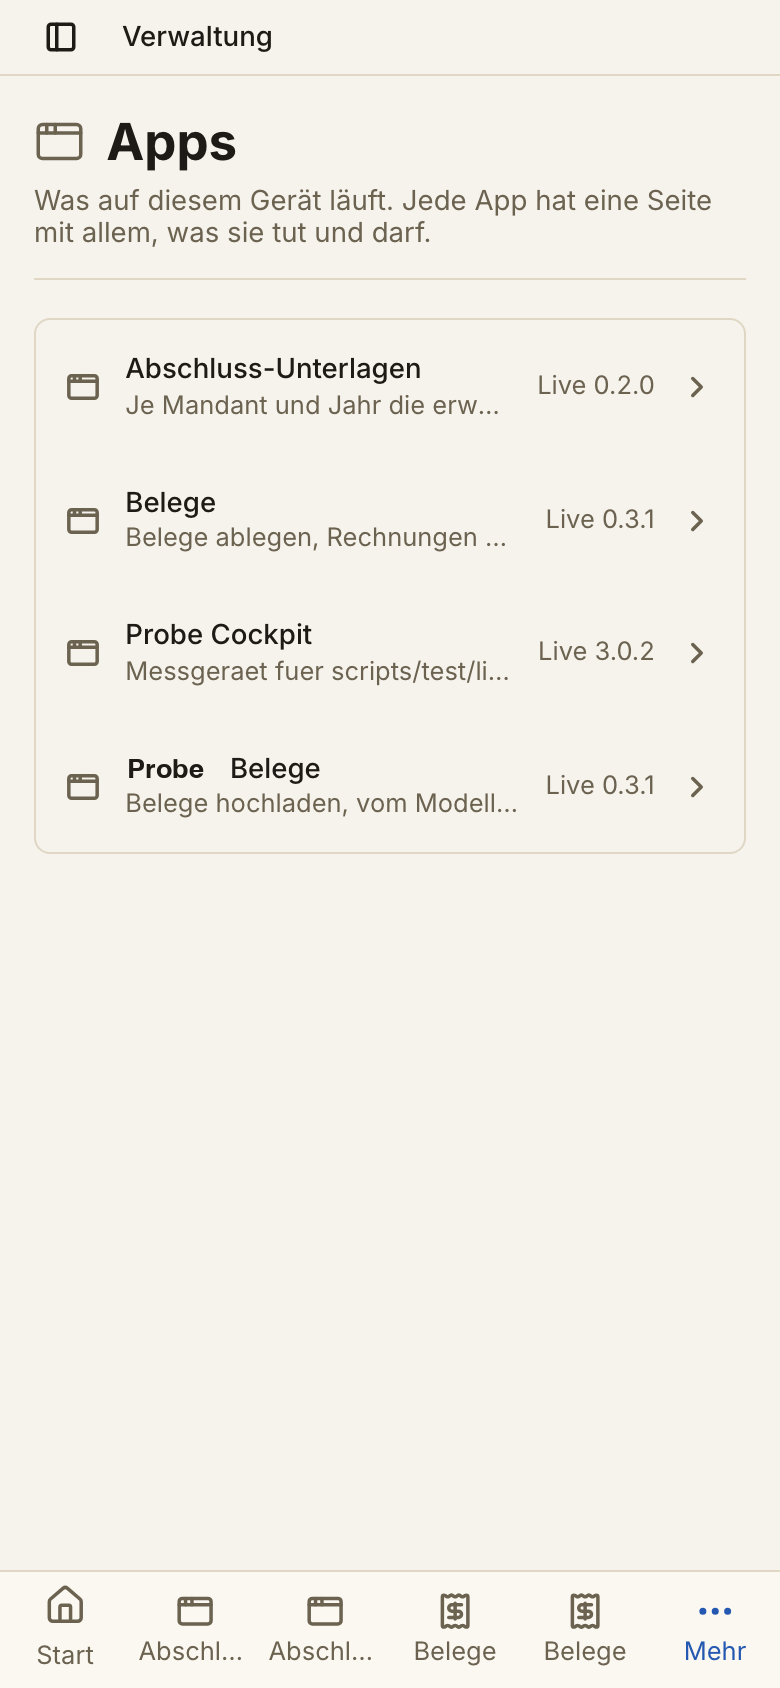 Verwaltung
Apps
Was auf diesem Gerät läuft. Jede App hat eine Seite
mit allem, was sie tut und darf.
Abschluss-Unterlagen
Je Mandant und Jahr die erw...
Live 0.2.0
Belege
Belege ablegen, Rechnungen ...
Live 0.3.1
Probe Cockpit
Messgeraet fuer scripts/test/li...
Live 3.0.2
Probe Belege
Belege hochladen, vom Modell...
Live 0.3.1
Start
Abschl...
Abschl...
Belege
Belege
Mehr